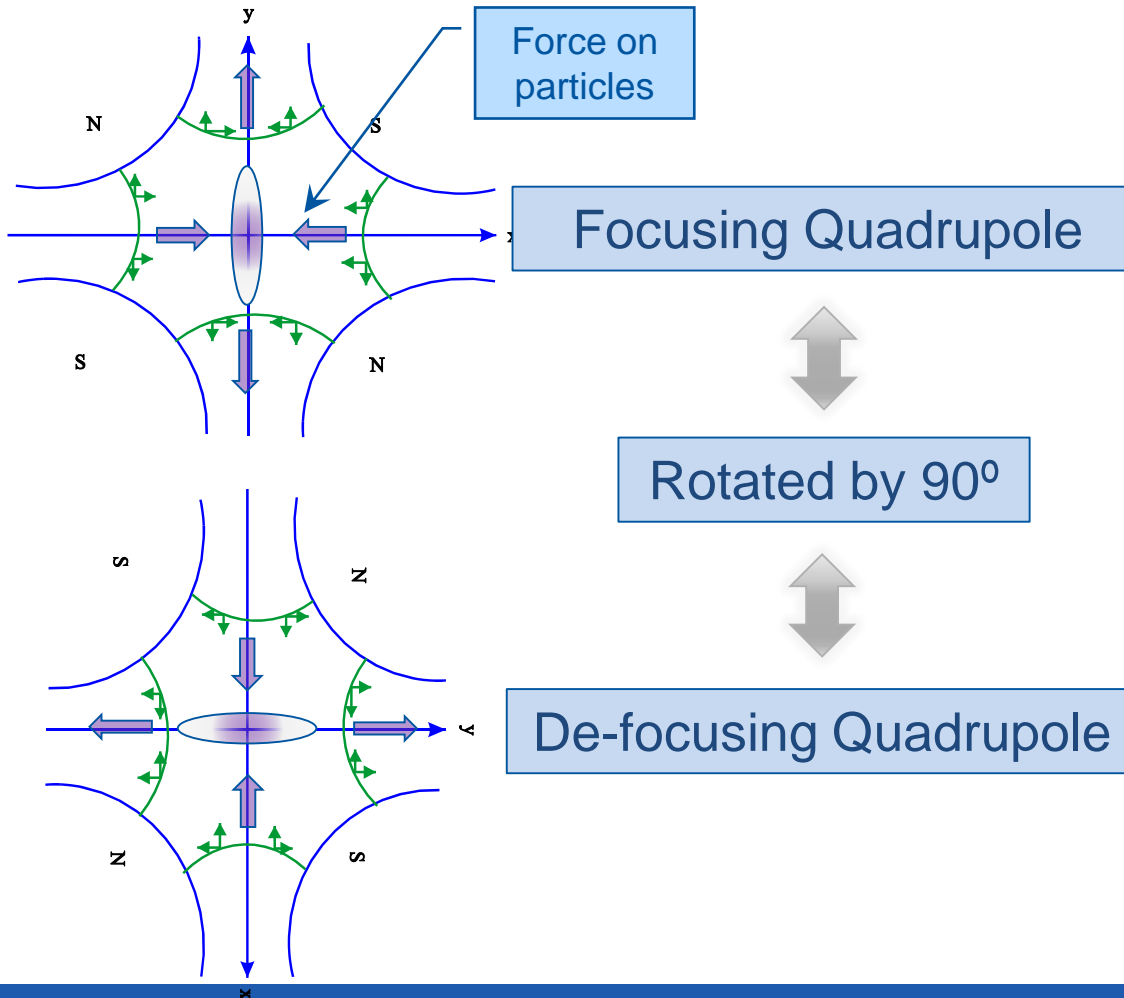 y
Force on
particles
N
S
x
Focusing Quadrupole
S
N
Rotated by 90º
S
N
y
De-focusing Quadrupole
N
S
x